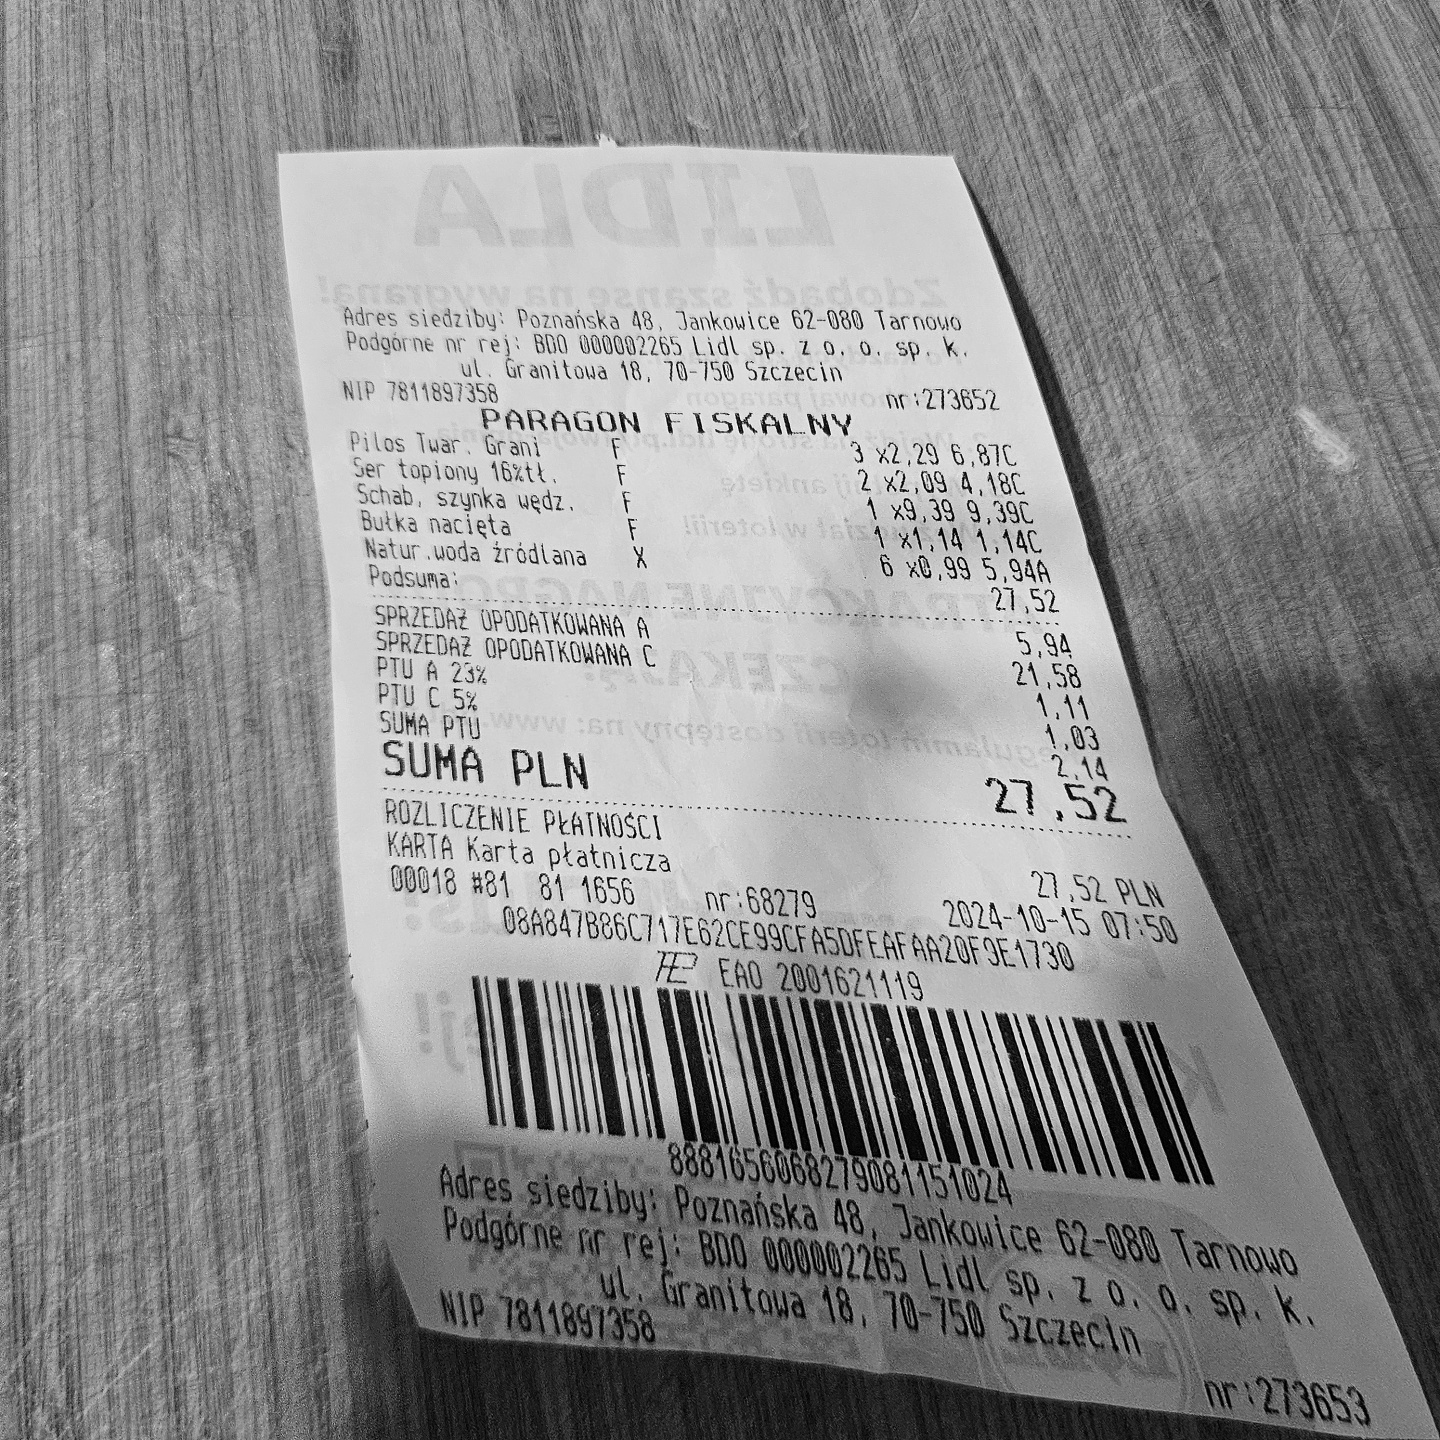 LIDLA
Zdobądź szansę na wygraną!
Adres siedziby: Poznańska 48, Jankowice 62-080 Tarnowo
Podgórne nr rej: BDO 000002265 Lidl sp. z o. o. sp. k.
ul. Granitowa 18, 70-750 Szczecin
NIP 7811897358 nr:273652
PARAGON FISKALNY
Pilos Twar. Grani F 3 x2,29 6,87C
Ser topiony 16%tł. F 2 x2,09 4,18C
Schab, szynka wędz. F 1 x9,39 9,39C
Bułka nacięta F 1 x1,14 1,14C
Natur.woda źródlana X 6 x0,99 5,94A
Podsuma: 27,52
SPRZEDAŻ OPODATKOWANA A 5,94
SPRZEDAŻ OPODATKOWANA C 21,58
PTU A 23% 1,11
PTU C 5% 1,03
SUMA PTU 2,14
SUMA PLN 27,52
ROZLICZENIE PŁATNOŚCI
KARTA Karta płatnicza 27,52 PLN
00018 #81 81 1656 nr:68279 2024-10-15 07:50
08A847B86C717E62CE99CFA5DFEAFAA20F9E1730
EAO 2001621119
88816560682790811​51024
Adres siedziby: Poznańska 48, Jankowice 62-080 Tarnowo
Podgórne nr rej: BDO 000002265 Lidl sp. z o. o. sp. k.
ul. Granitowa 18, 70-750 Szczecin
NIP 7811897358 nr:273653